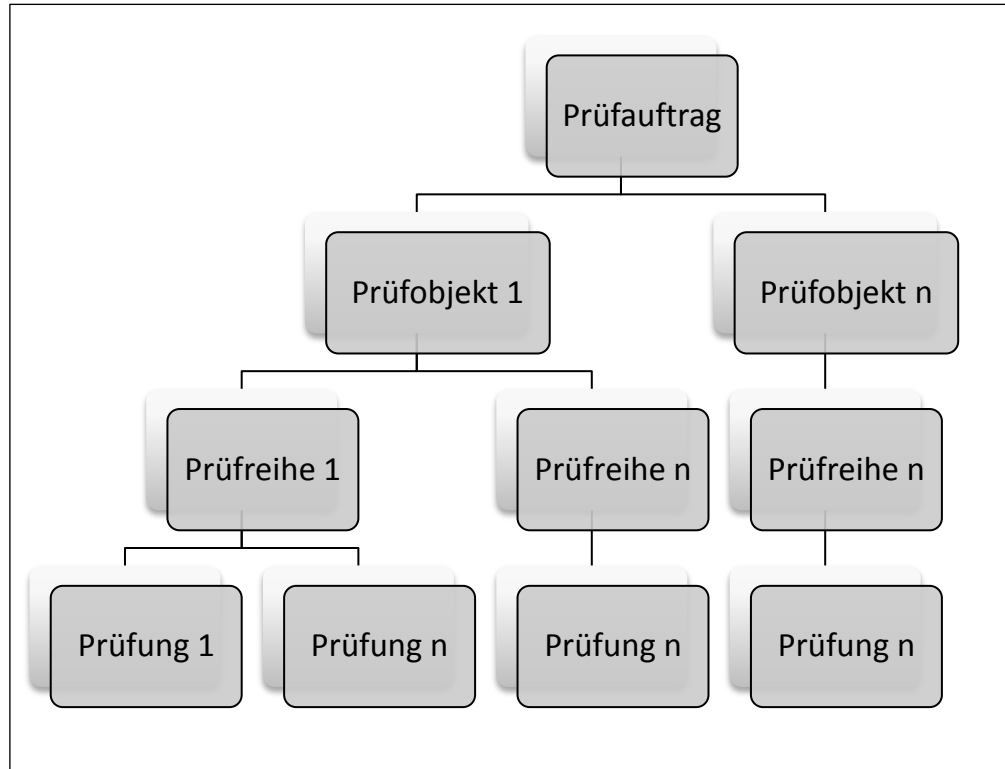 Prüfauftrag
Prüfobjekt 1
Prüfobjekt n
Prüfreihe 1
Prüfreihe n
Prüfreihe n
Prüfung 1
Prüfung n
Prüfung n
Prüfung n